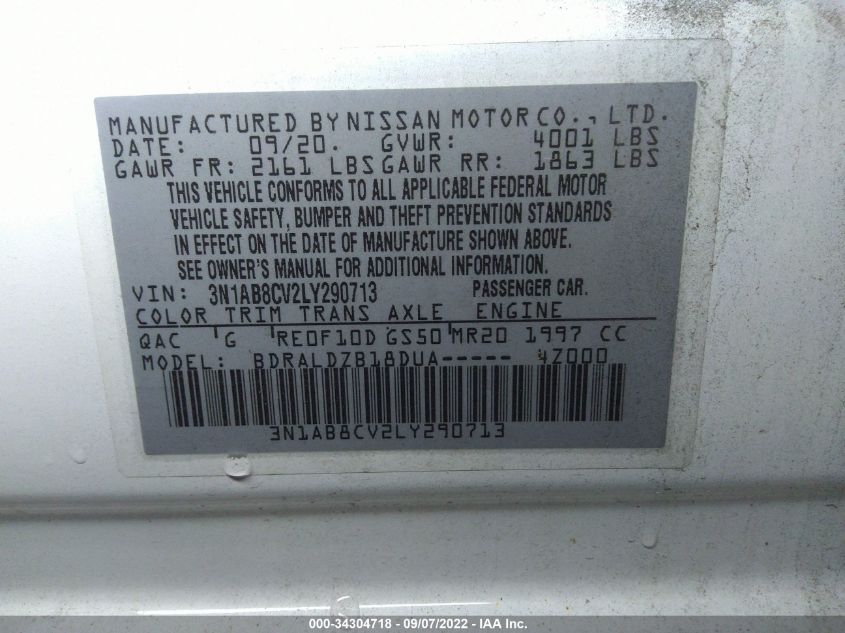 MANUFACTURED BY NISSAN MOTOR CO., LTD.
DATE: 09/20. GVWR: 4001 LBS
GAWR FR: 2161 LBS GAWR RR: 1863 LBS
THIS VEHICLE CONFORMS TO ALL APPLICABLE FEDERAL MOTOR
VEHICLE SAFETY, BUMPER AND THEFT PREVENTION STANDARDS
IN EFFECT ON THE DATE OF MANUFACTURE SHOWN ABOVE.
SEE OWNER'S MANUAL FOR ADDITIONAL INFORMATION.
VIN: 3N1AB8CV2LY290713 PASSENGER CAR.
COLOR TRIM TRANS AXLE ENGINE
QAC G RE0F10D GS50 MR20 1997 CC
MODEL: BDRALDZB18DUA----- 4Z000
3N1AB8CV2LY290713
000-34304718 - 09/07/2022 - IAA Inc.